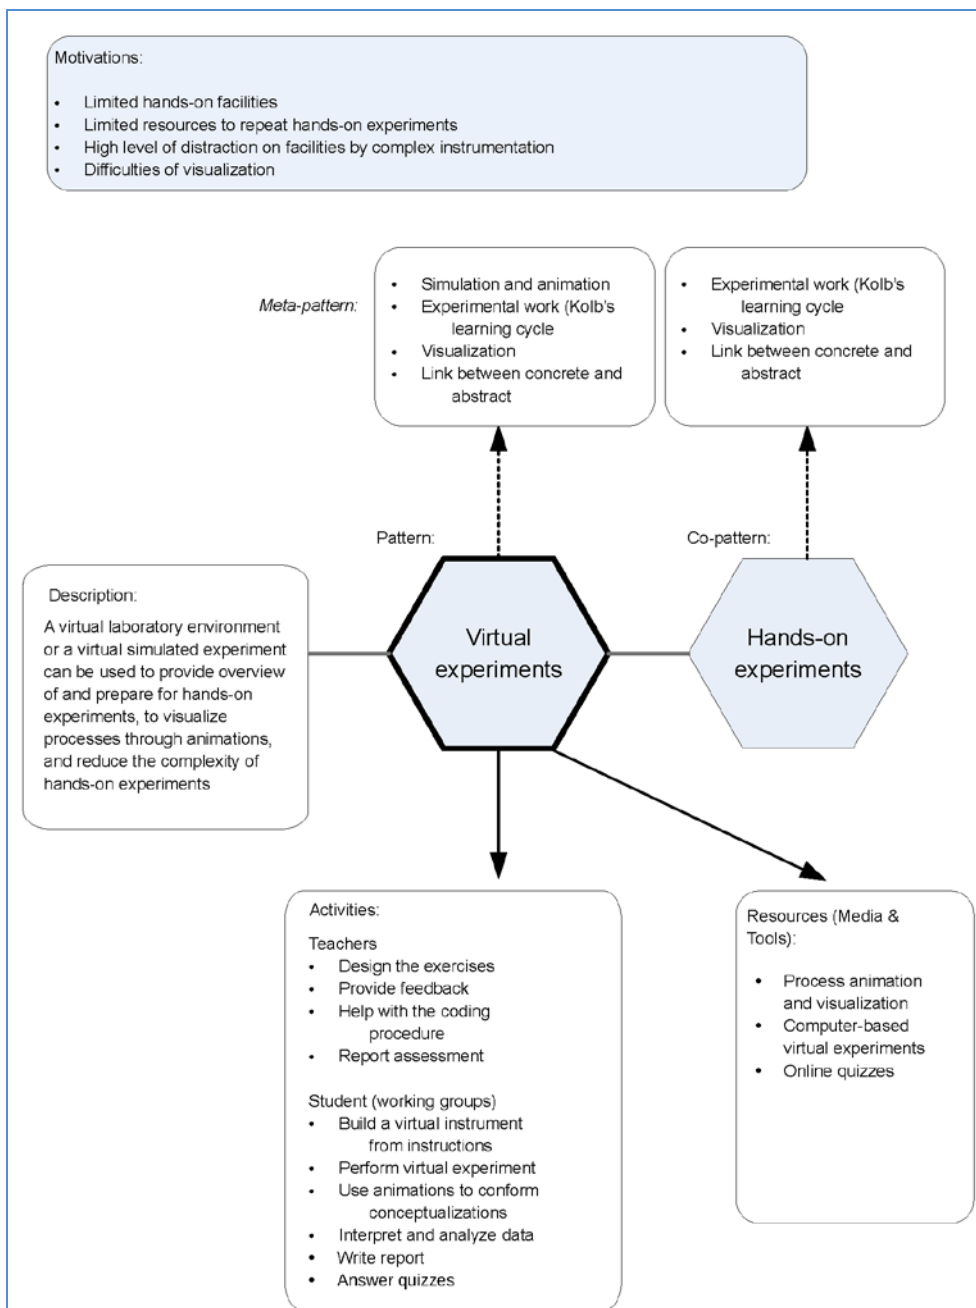 Motivations:
• Limited hands-on facilities
• Limited resources to repeat hands-on experiments
• High level of distraction on facilities by complex instrumentation
• Difficulties of visualization
Meta-pattern:
• Simulation and animation
• Experimental work (Kolb's
learning cycle
• Visualization
• Link between concrete and
abstract
• Experimental work (Kolb's
learning cycle
• Visualization
• Link between concrete and
abstract
Pattern:
Co-pattern:
Description:
A virtual laboratory environment
or a virtual simulated experiment
can be used to provide overview
of and prepare for hands-on
experiments, to visualize
processes through animations,
and reduce the complexity of
hands-on experiments
Virtual
experiments
Hands-on
experiments
Activities:
Teachers
• Design the exercises
• Provide feedback
• Help with the coding
procedure
• Report assessment
Student (working groups)
• Build a virtual instrument
from instructions
• Perform virtual experiment
• Use animations to conform
conceptualizations
• Interpret and analyze data
• Write report
• Answer quizzes
Resources (Media &
Tools):
• Process animation
and visualization
• Computer-based
virtual experiments
• Online quizzes